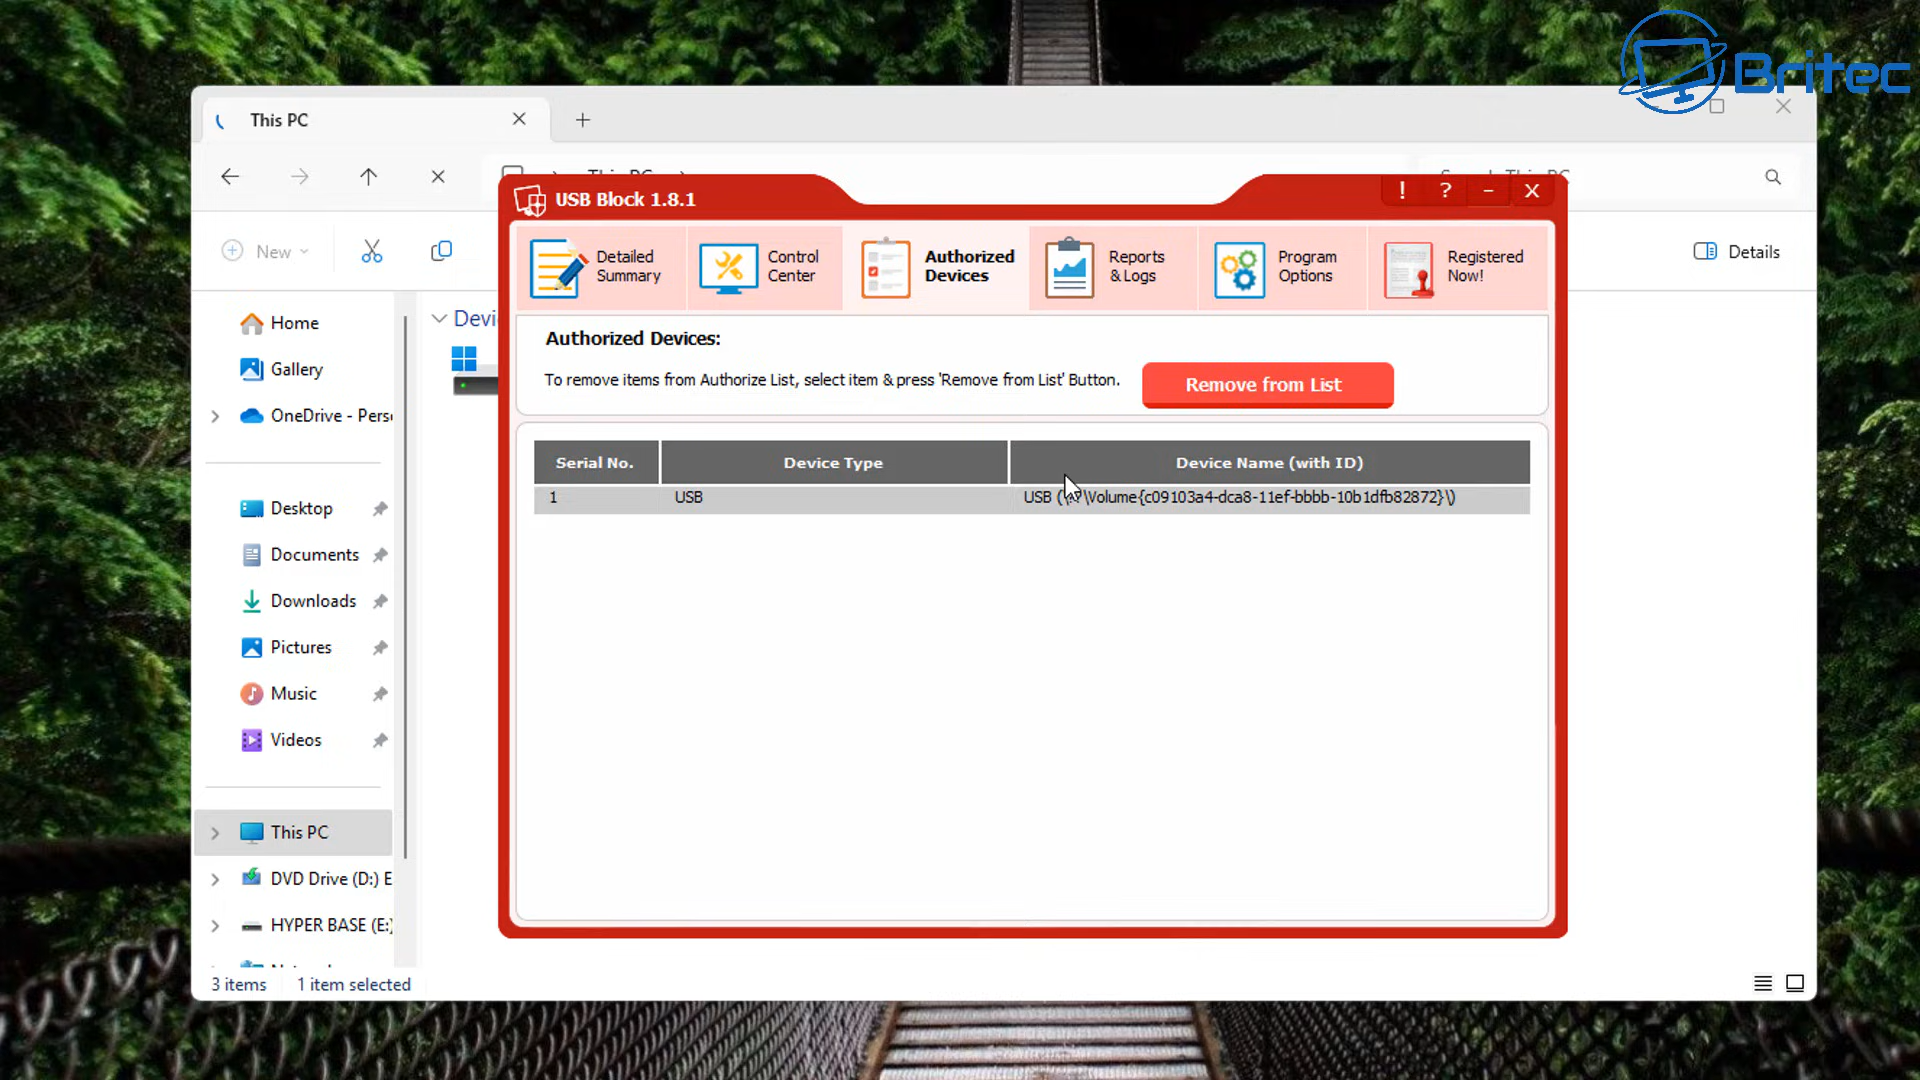 Britec
This PC
New
Details
Home
Gallery
OneDrive - Pers
Desktop
Documents
Downloads
Pictures
Music
Videos
This PC
DVD Drive (D:) E
HYPER BASE (E:)
3 items
1 item selected
Devi
USB Block 1.8.1
! ? – X
Detailed
Summary
Control
Center
Authorized
Devices
Reports
& Logs
Program
Options
Registered
Now!
Authorized Devices:
To remove items from Authorize List, select item & press 'Remove from List' Button.
Remove from List
Serial No.
Device Type
Device Name (with ID)
1
USB
USB (\\?\Volume{c09103a4-dca8-11ef-bbbb-10b1dfb82872}\)